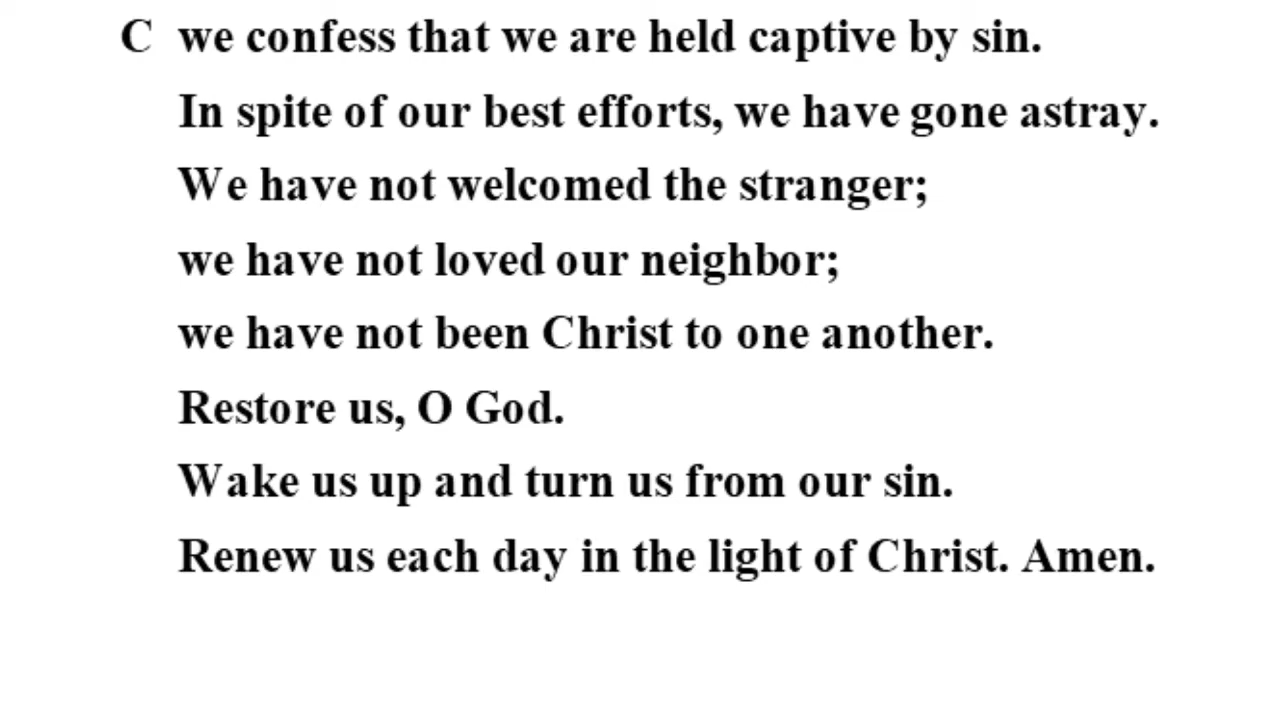 C we confess that we are held captive by sin.
In spite of our best efforts, we have gone astray.
We have not welcomed the stranger;
we have not loved our neighbor;
we have not been Christ to one another.
Restore us, O God.
Wake us up and turn us from our sin.
Renew us each day in the light of Christ. Amen.